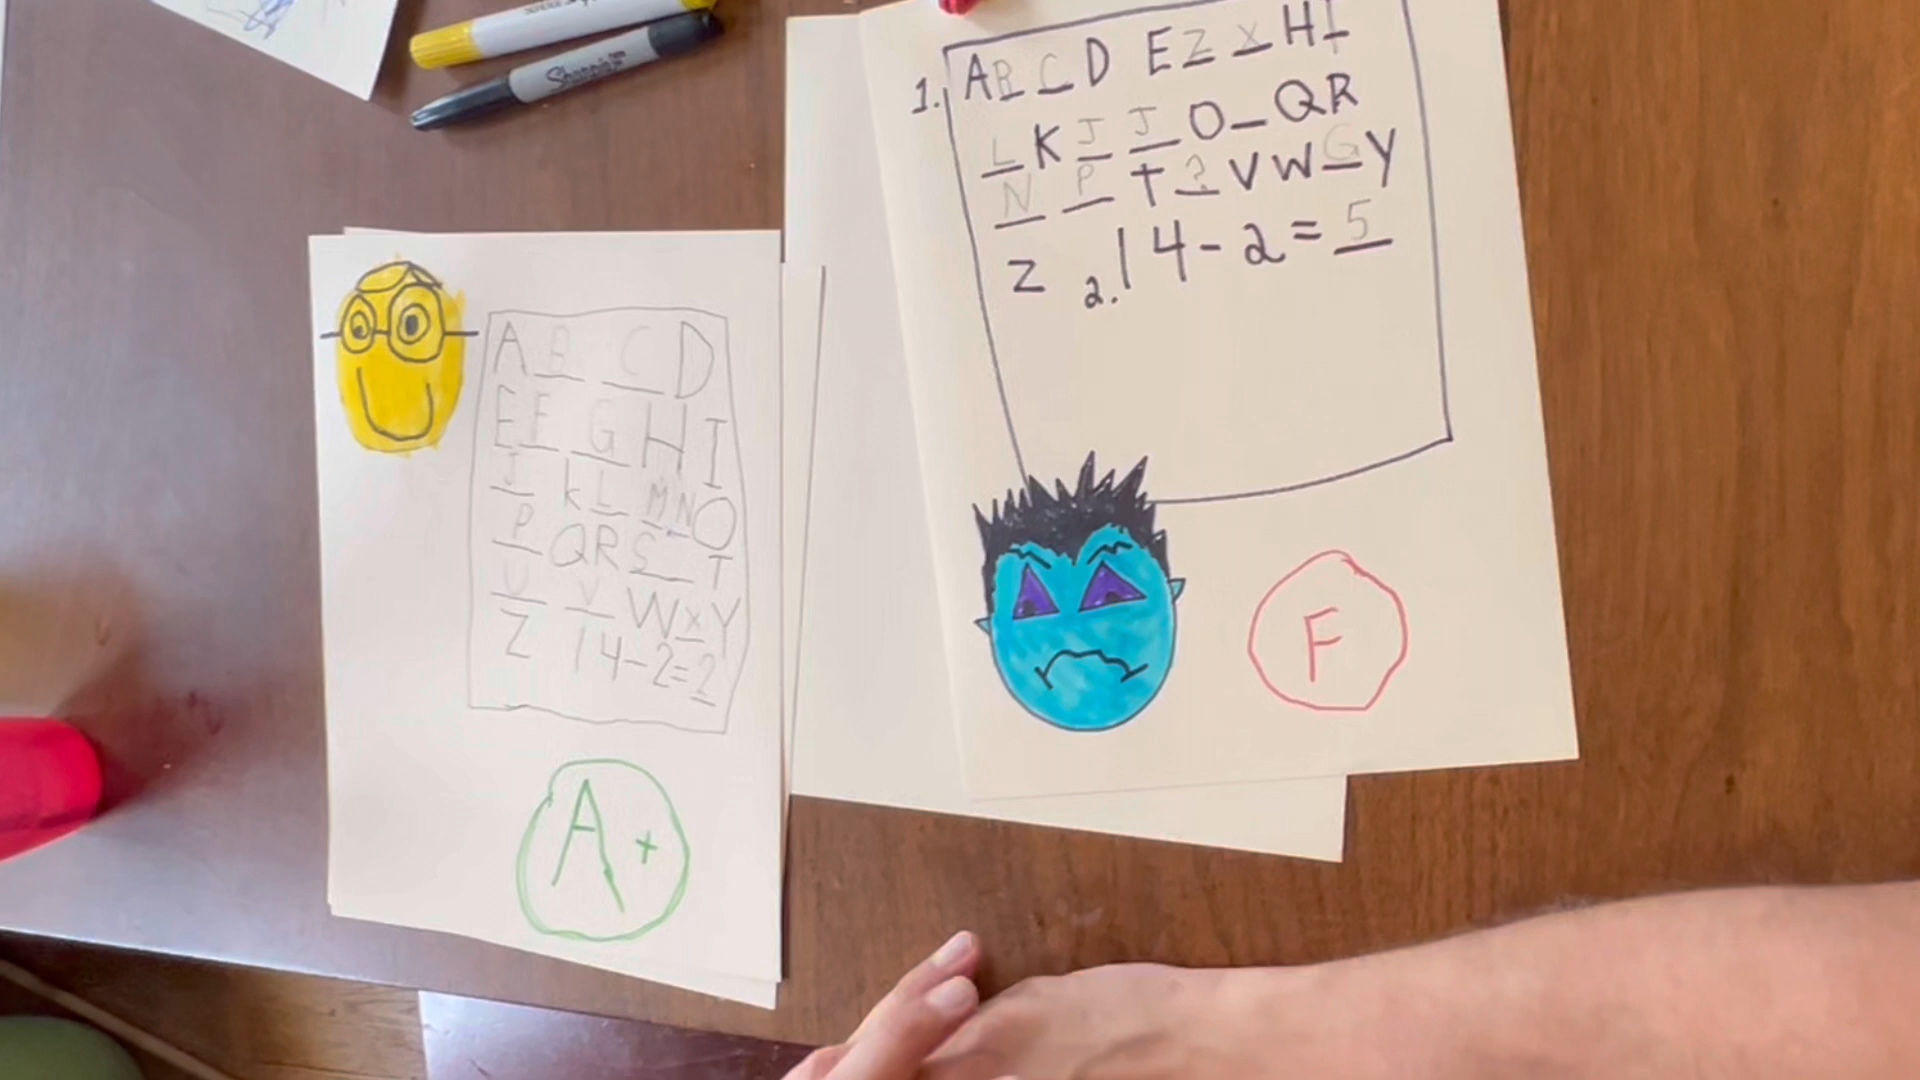 Sharpie
A B C D
E F G H I
J K L M N O
P Q R S T
U V W X Y
Z 14-2=2
A+
1. A B C D E Z X H I
L K J J O _ Q R
N P T ? V W G Y
Z 2. 14-2=5
F